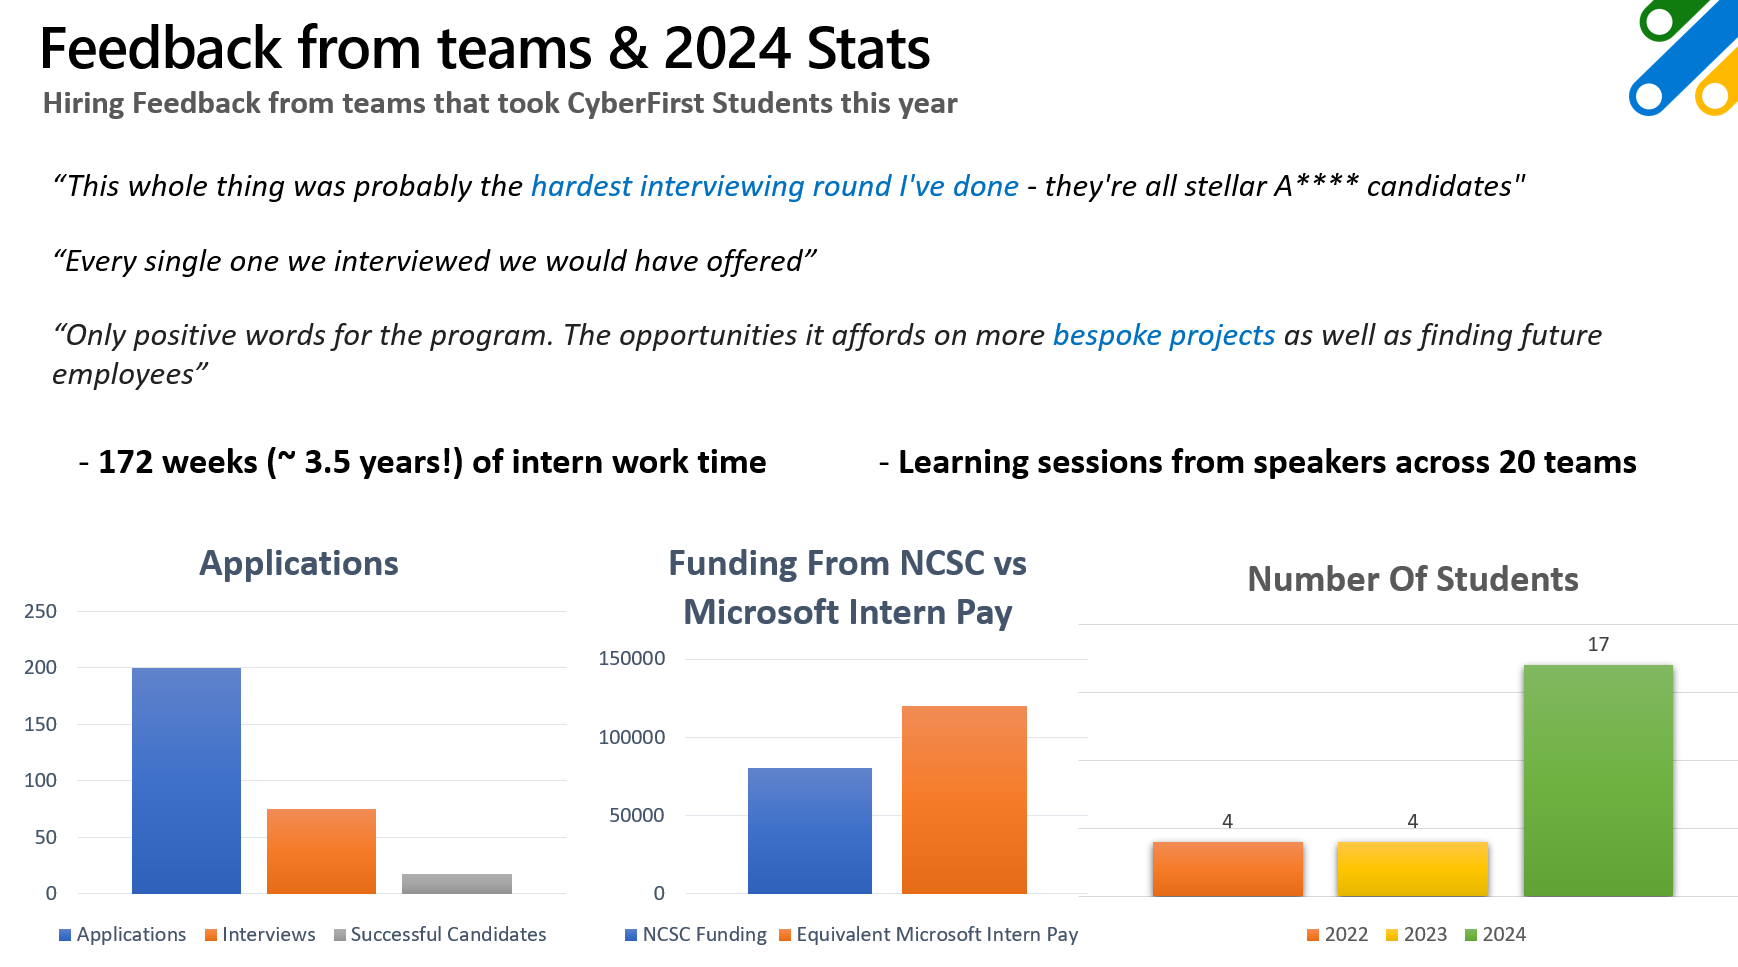 Feedback from teams & 2024 Stats
Hiring Feedback from teams that took CyberFirst Students this year
“This whole thing was probably the hardest interviewing round I've done - they're all stellar A**** candidates"
“Every single one we interviewed we would have offered”
“Only positive words for the program. The opportunities it affords on more bespoke projects as well as finding future
employees”
- 172 weeks (~ 3.5 years!) of intern work time
- Learning sessions from speakers across 20 teams
Applications
250
200
150
100
50
0
Applications Interviews Successful Candidates
Funding From NCSC vs
Microsoft Intern Pay
150000
100000
50000
0
NCSC Funding Equivalent Microsoft Intern Pay
Number Of Students
17
4 4
2022 2023 2024